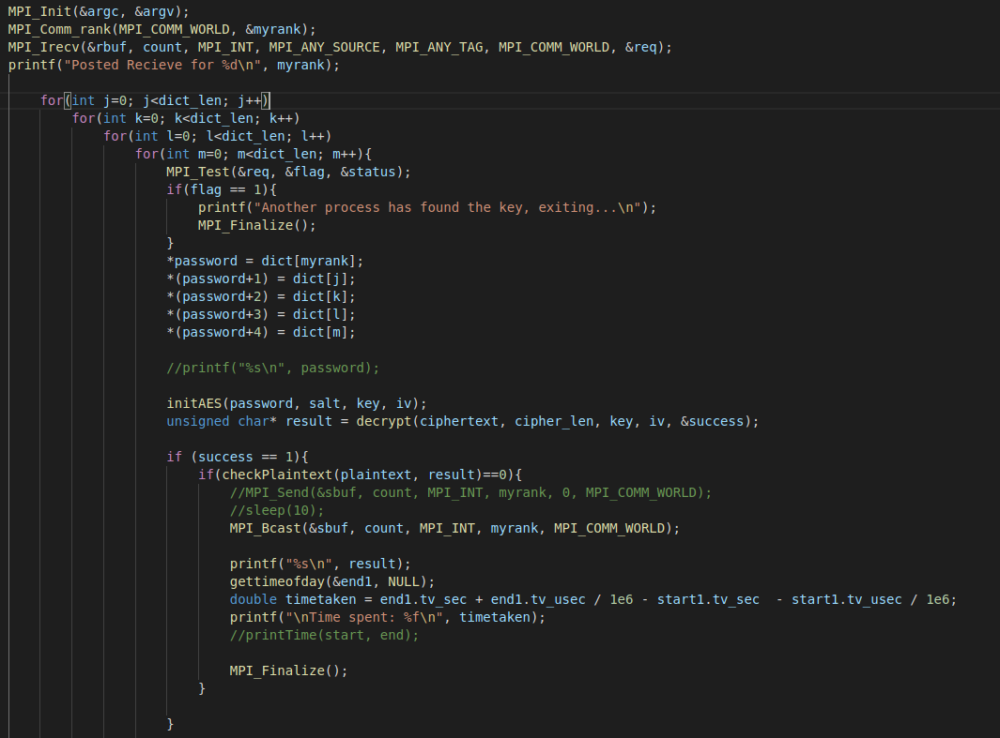 MPI_Init(&argc, &argv);
MPI_Comm_rank(MPI_COMM_WORLD, &myrank);
MPI_Irecv(&rbuf, count, MPI_INT, MPI_ANY_SOURCE, MPI_ANY_TAG, MPI_COMM_WORLD, &req);
printf("Posted Recieve for %d\n", myrank);
for(int j=0; j<dict_len; j++)
for(int k=0; k<dict_len; k++)
for(int l=0; l<dict_len; l++)
for(int m=0; m<dict_len; m++){
MPI_Test(&req, &flag, &status);
if(flag == 1){
printf("Another process has found the key, exiting...\n");
MPI_Finalize();
}
*password = dict[myrank];
*(password+1) = dict[j];
*(password+2) = dict[k];
*(password+3) = dict[l];
*(password+4) = dict[m];
//printf("%s\n", password);
initAES(password, salt, key, iv);
unsigned char* result = decrypt(ciphertext, cipher_len, key, iv, &success);
if (success == 1){
if(checkPlaintext(plaintext, result)==0){
//MPI_Send(&sbuf, count, MPI_INT, myrank, 0, MPI_COMM_WORLD);
//sleep(10);
MPI_Bcast(&sbuf, count, MPI_INT, myrank, MPI_COMM_WORLD);
printf("%s\n", result);
gettimeofday(&end1, NULL);
double timetaken = end1.tv_sec + end1.tv_usec / 1e6 - start1.tv_sec  - start1.tv_usec / 1e6;
printf("\nTime spent: %f\n", timetaken);
//printTime(start, end);
MPI_Finalize();
}
}